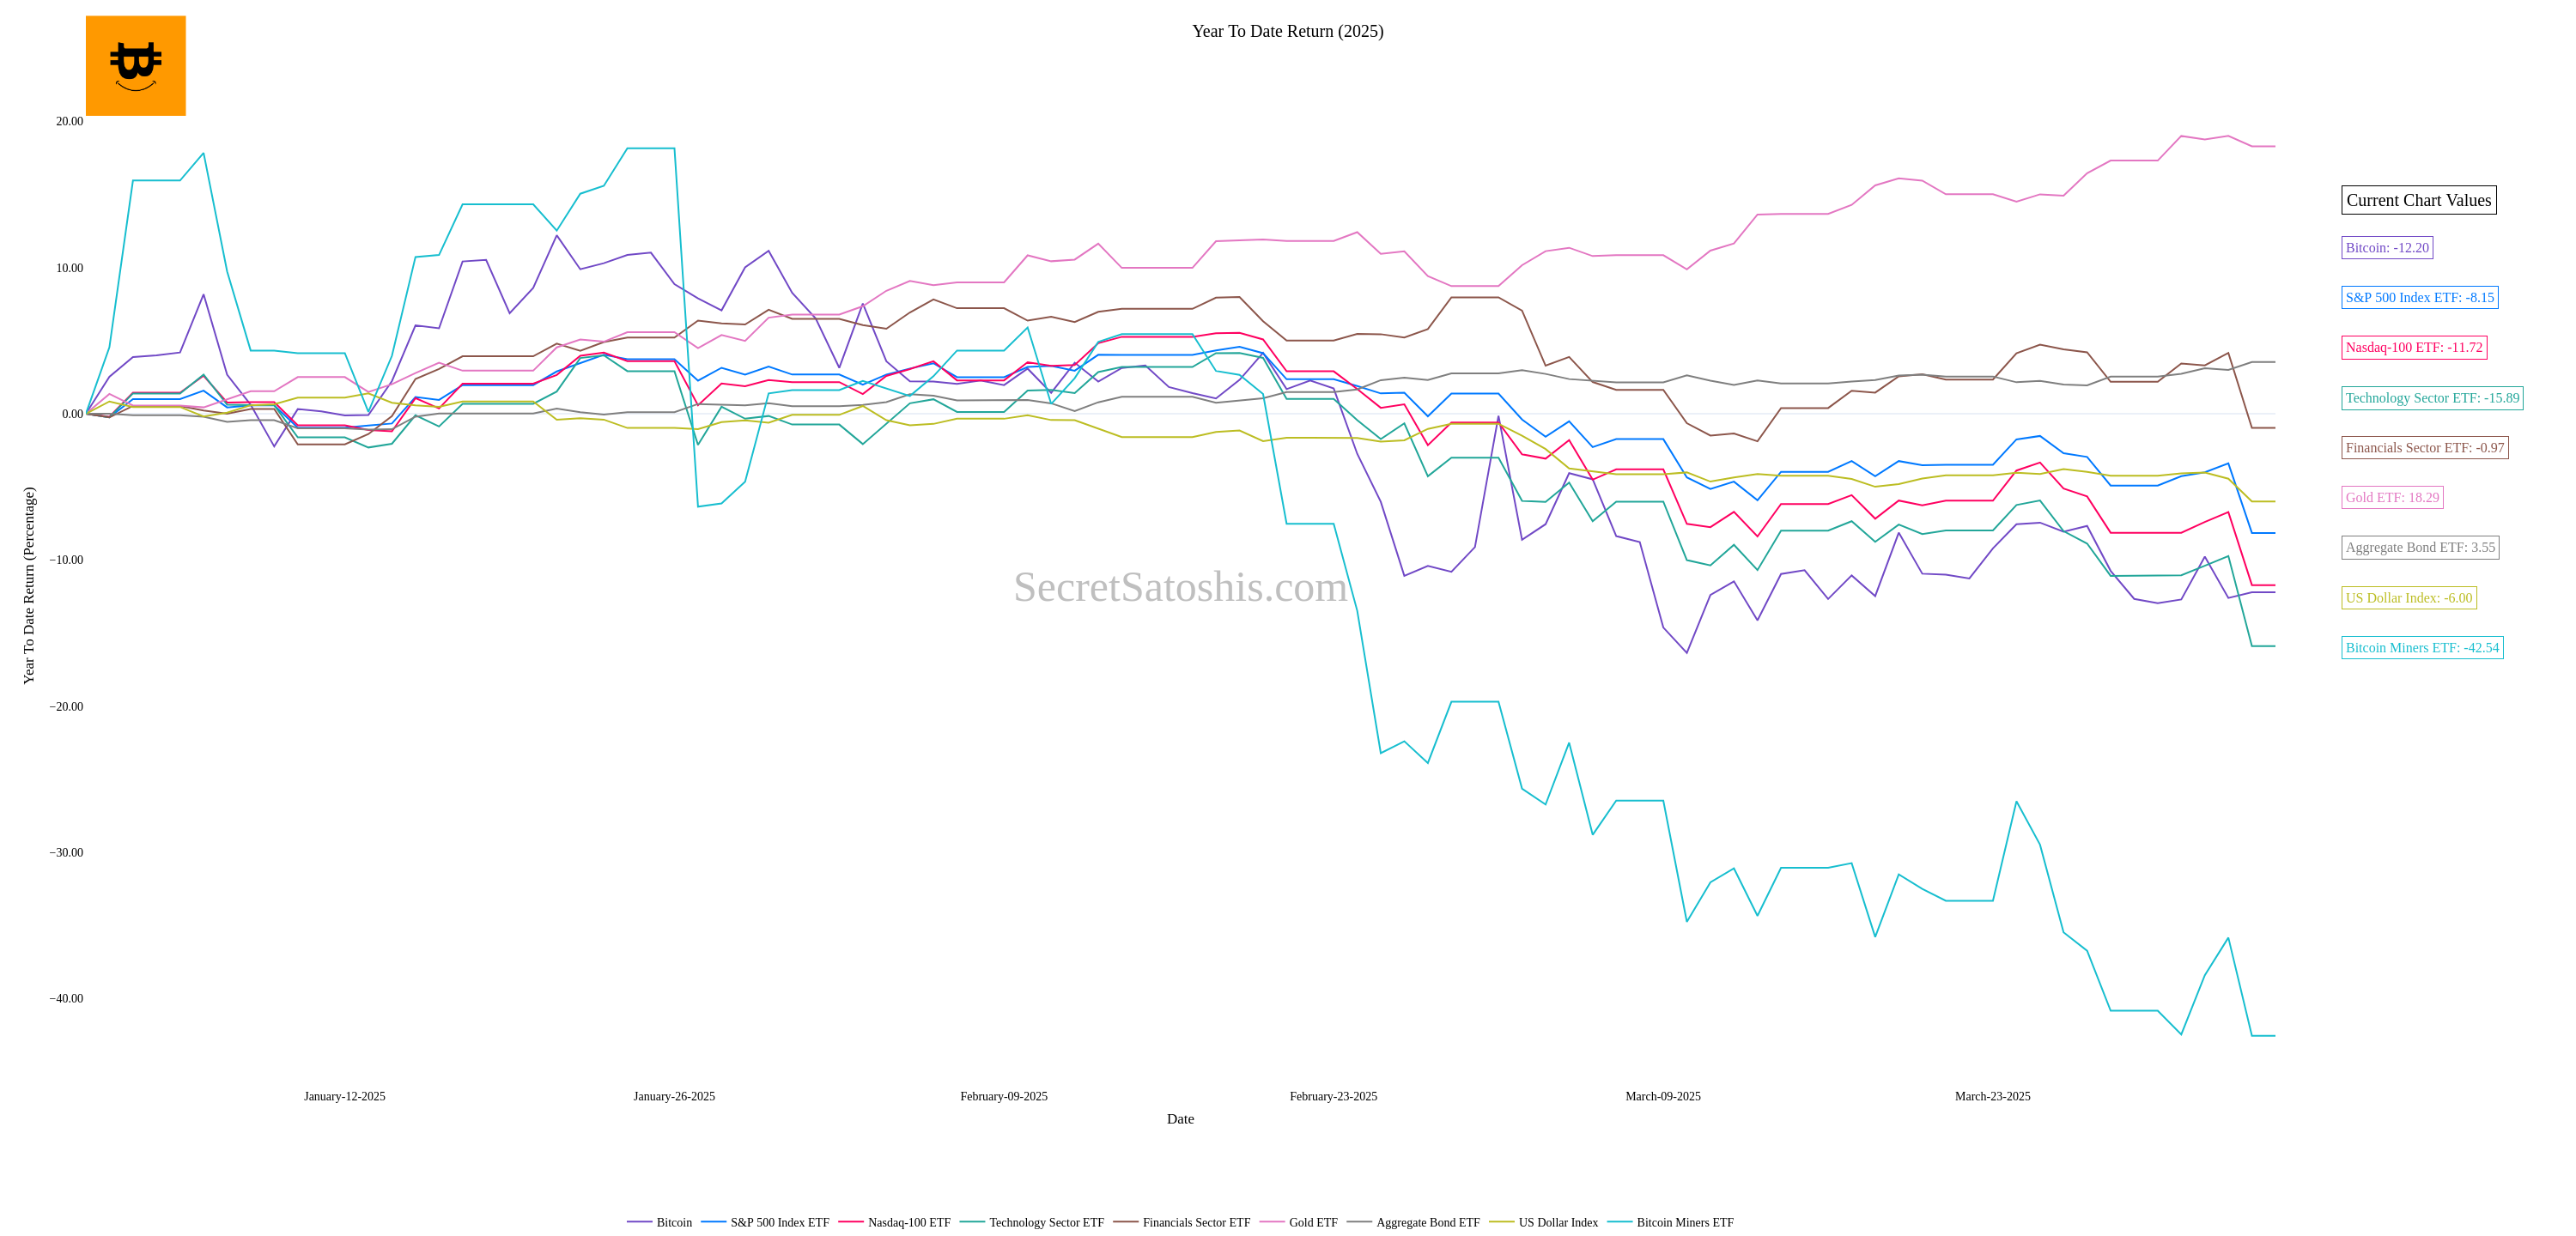 Year To Date Return (2025)
20.00
10.00
0.00
−10.00
−20.00
−30.00
−40.00
Year To Date Return (Percentage)
SecretSatoshis.com
Current Chart Values
Bitcoin: -12.20
S&P 500 Index ETF: -8.15
Nasdaq-100 ETF: -11.72
Technology Sector ETF: -15.89
Financials Sector ETF: -0.97
Gold ETF: 18.29
Aggregate Bond ETF: 3.55
US Dollar Index: -6.00
Bitcoin Miners ETF: -42.54
January-12-2025 January-26-2025 February-09-2025 February-23-2025 March-09-2025 March-23-2025
Date
Bitcoin S&P 500 Index ETF Nasdaq-100 ETF Technology Sector ETF Financials Sector ETF Gold ETF Aggregate Bond ETF US Dollar Index Bitcoin Miners ETF